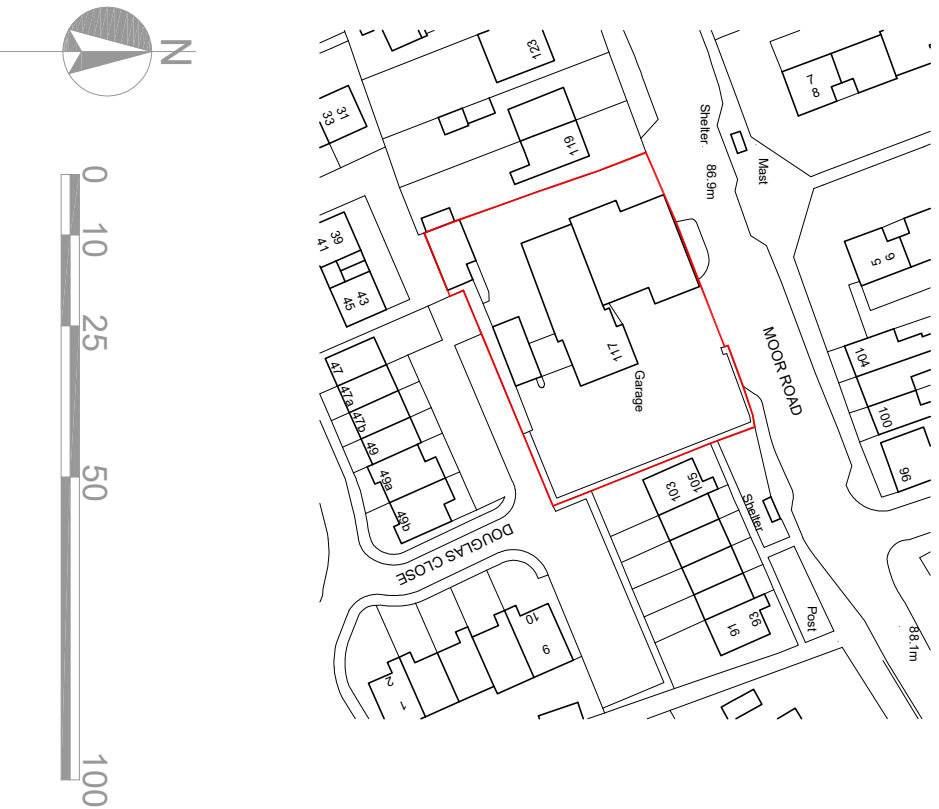 N
0
10
25
50
100
123
31
33
119
Shelter
86.9m
Mast
7
8
39
41
43
45
6
5
117
Garage
MOOR ROAD
104
100
96
47
47a
47b
49
49a
49b
105
103
Shelter
DOUGLAS CLOSE
10
9
93
91
Post
88.1m
2
1